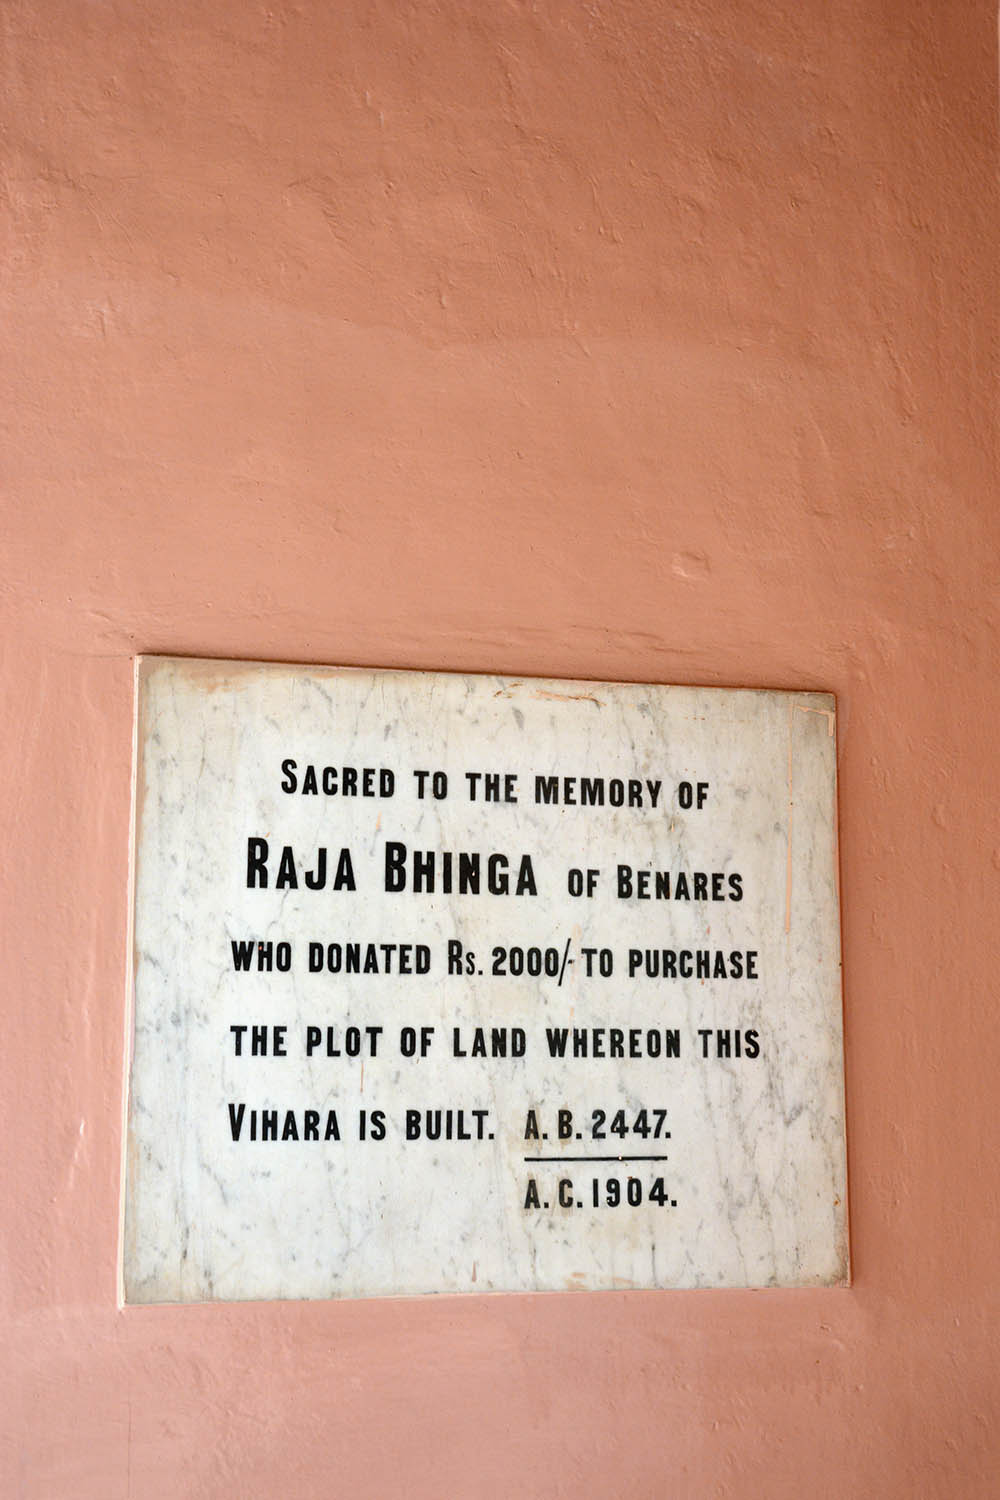 SACRED TO THE MEMORY OF
RAJA BHINGA OF BENARES
WHO DONATED RS. 2000/- TO PURCHASE
THE PLOT OF LAND WHEREON THIS
VIHARA IS BUILT. A. B. 2447.
A. C. 1904.